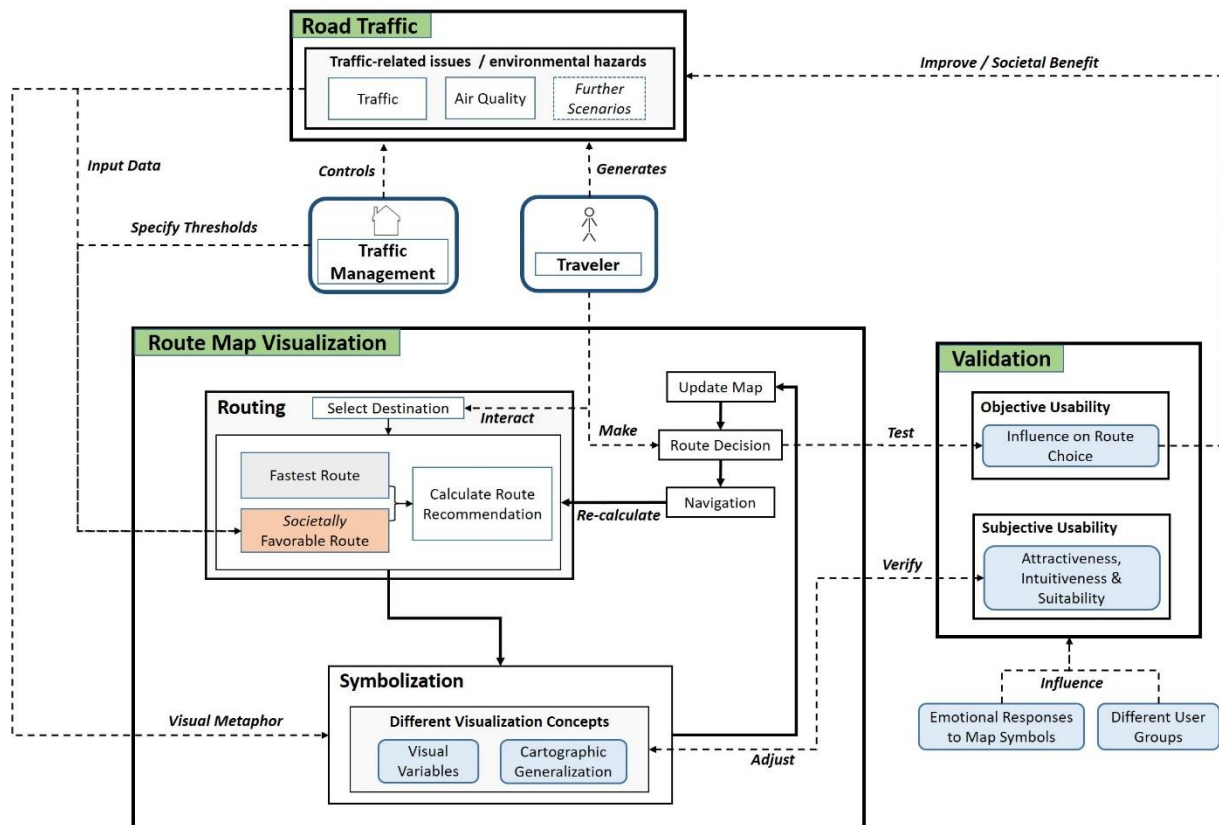 Road Traffic
Traffic-related issues / environmental hazards
Traffic
Air Quality
Further
Scenarios
Improve / Societal Benefit
Input Data
Controls
Generates
Specify Thresholds
Traffic
Management
Traveler
Route Map Visualization
Validation
Routing
Select Destination
Interact
Update Map
Make
Route Decision
Test
Objective Usability
Influence on Route
Choice
Fastest Route
Calculate Route
Recommendation
Societally
Favorable Route
Re-calculate
Navigation
Subjective Usability
Verify
Attractiveness,
Intuitiveness &
Suitability
Symbolization
Visual Metaphor
Different Visualization Concepts
Visual
Variables
Cartographic
Generalization
Adjust
Influence
Emotional Responses
to Map Symbols
Different User
Groups